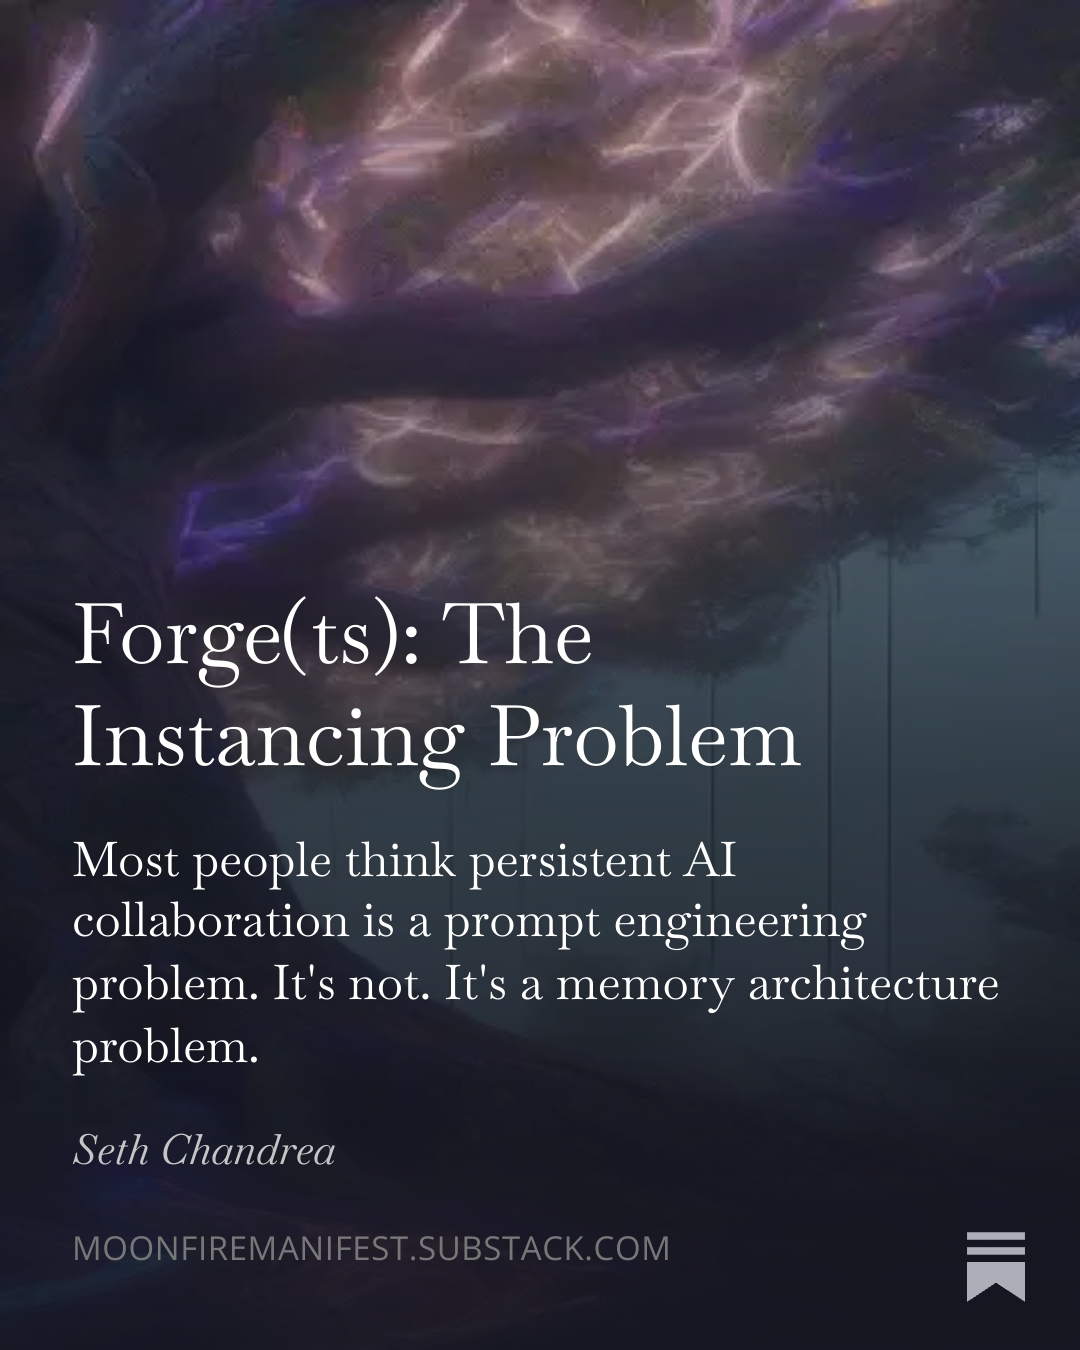 Forge(ts): The
Instancing Problem
Most people think persistent AI
collaboration is a prompt engineering
problem. It's not. It's a memory architecture
problem.
Seth Chandrea
MOONFIREMANIFEST.SUBSTACK.COM